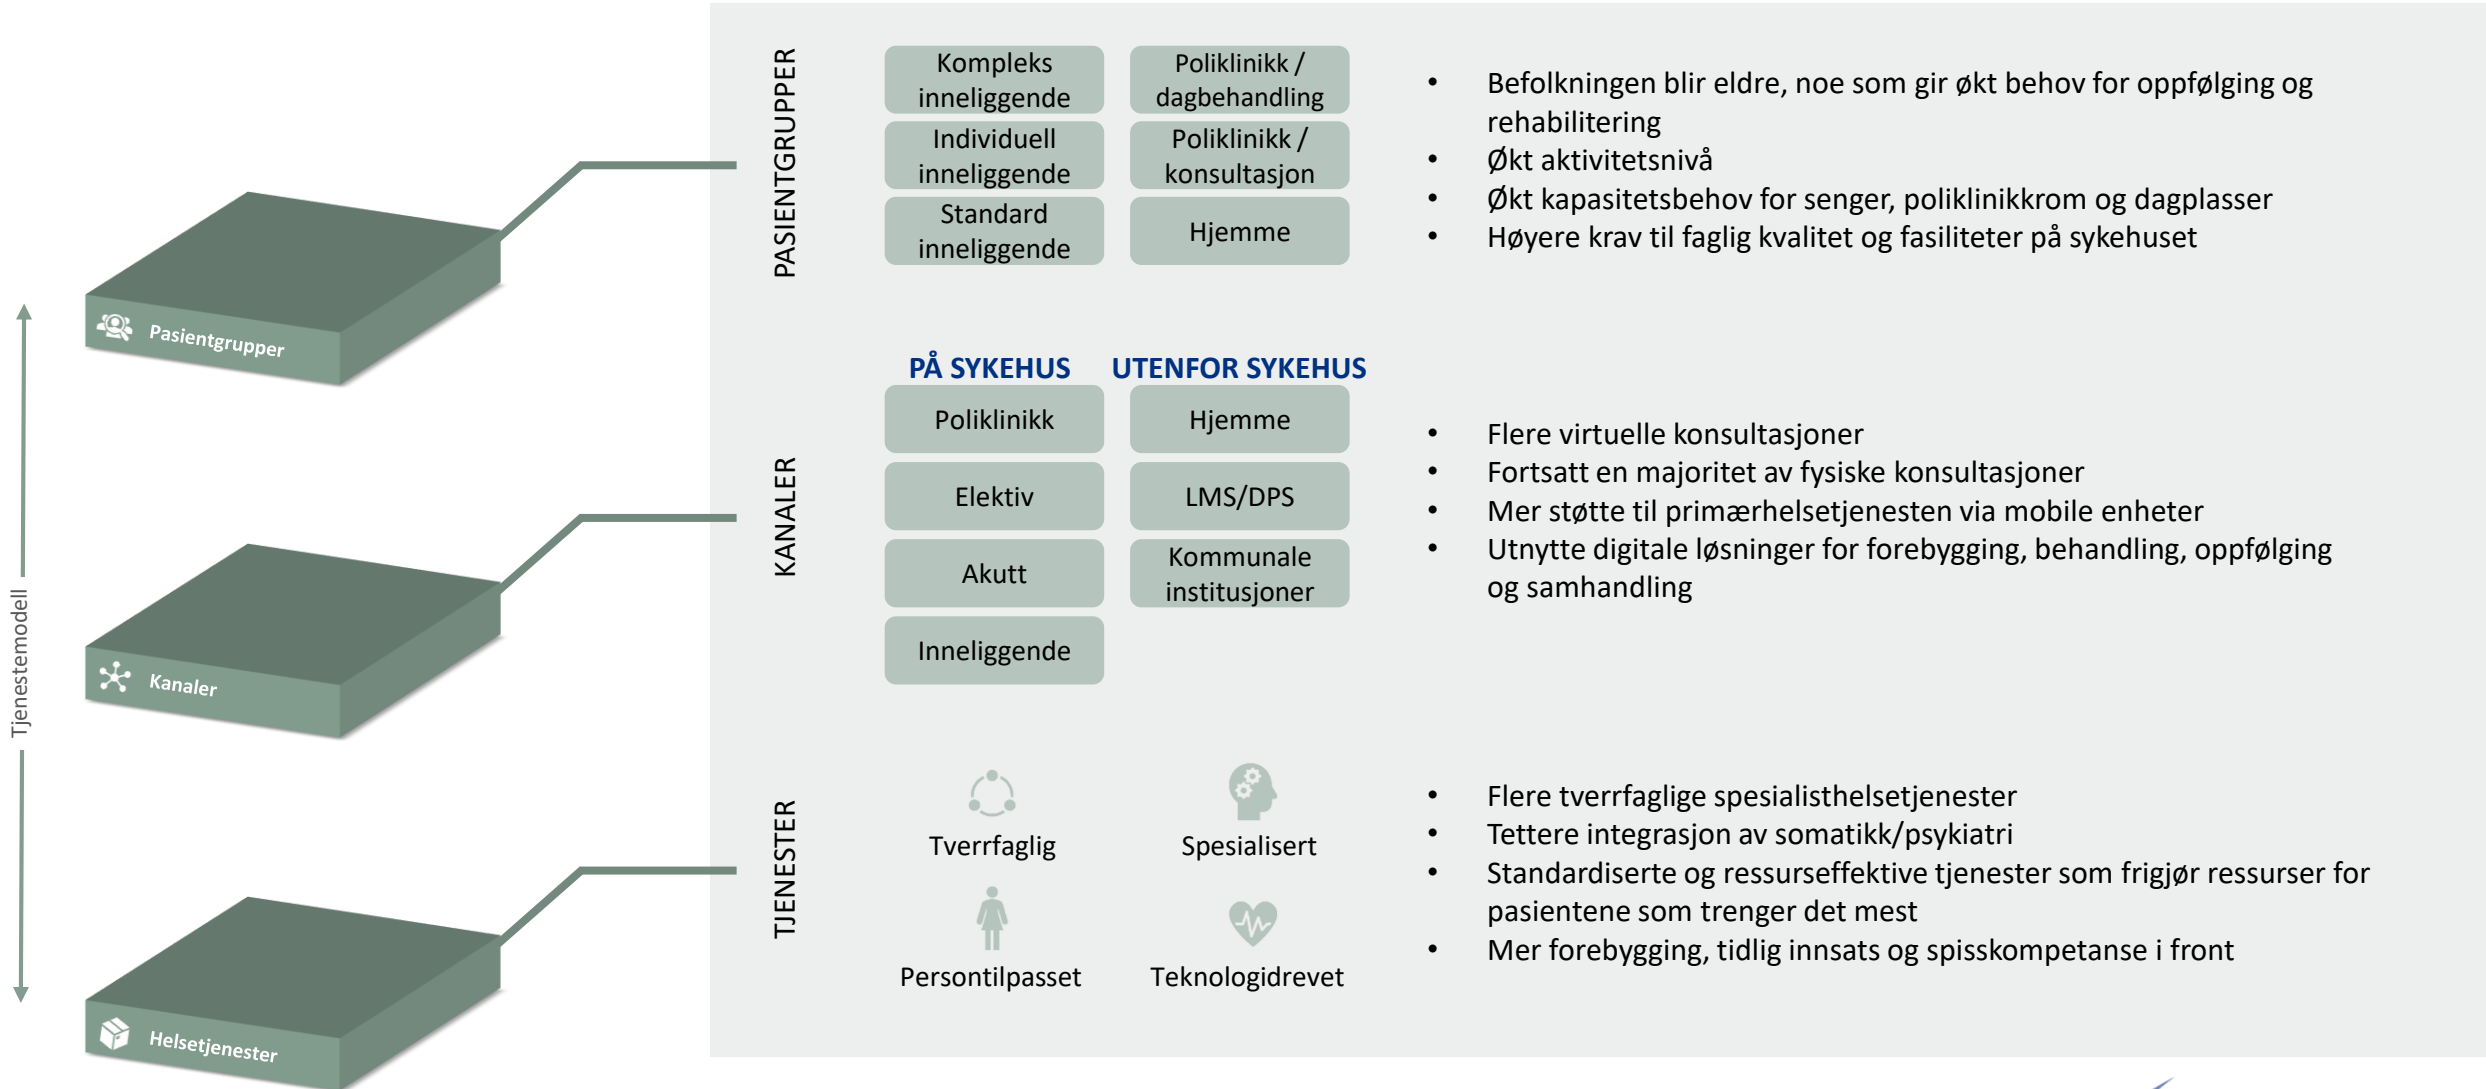 Tjenestemodell
Pasientgrupper
Kanaler
Helsetjenester
PASIENTGRUPPER
Kompleks
inneliggende
Poliklinikk /
dagbehandling
Individuell
inneliggende
Poliklinikk /
konsultasjon
Standard
inneliggende
Hjemme
• Befolkningen blir eldre, noe som gir økt behov for oppfølging og
rehabilitering
• Økt aktivitetsnivå
• Økt kapasitetsbehov for senger, poliklinikkrom og dagplasser
• Høyere krav til faglig kvalitet og fasiliteter på sykehuset
KANALER
PÅ SYKEHUS
UTENFOR SYKEHUS
Poliklinikk
Hjemme
Elektiv
LMS/DPS
Akutt
Kommunale
institusjoner
Inneliggende
• Flere virtuelle konsultasjoner
• Fortsatt en majoritet av fysiske konsultasjoner
• Mer støtte til primærhelsetjenesten via mobile enheter
• Utnytte digitale løsninger for forebygging, behandling, oppfølging
og samhandling
TJENESTER
Tverrfaglig
Spesialisert
Persontilpasset
Teknologidrevet
• Flere tverrfaglige spesialisthelsetjenester
• Tettere integrasjon av somatikk/psykiatri
• Standardiserte og ressurseffektive tjenester som frigjør ressurser for
pasientene som trenger det mest
• Mer forebygging, tidlig innsats og spisskompetanse i front